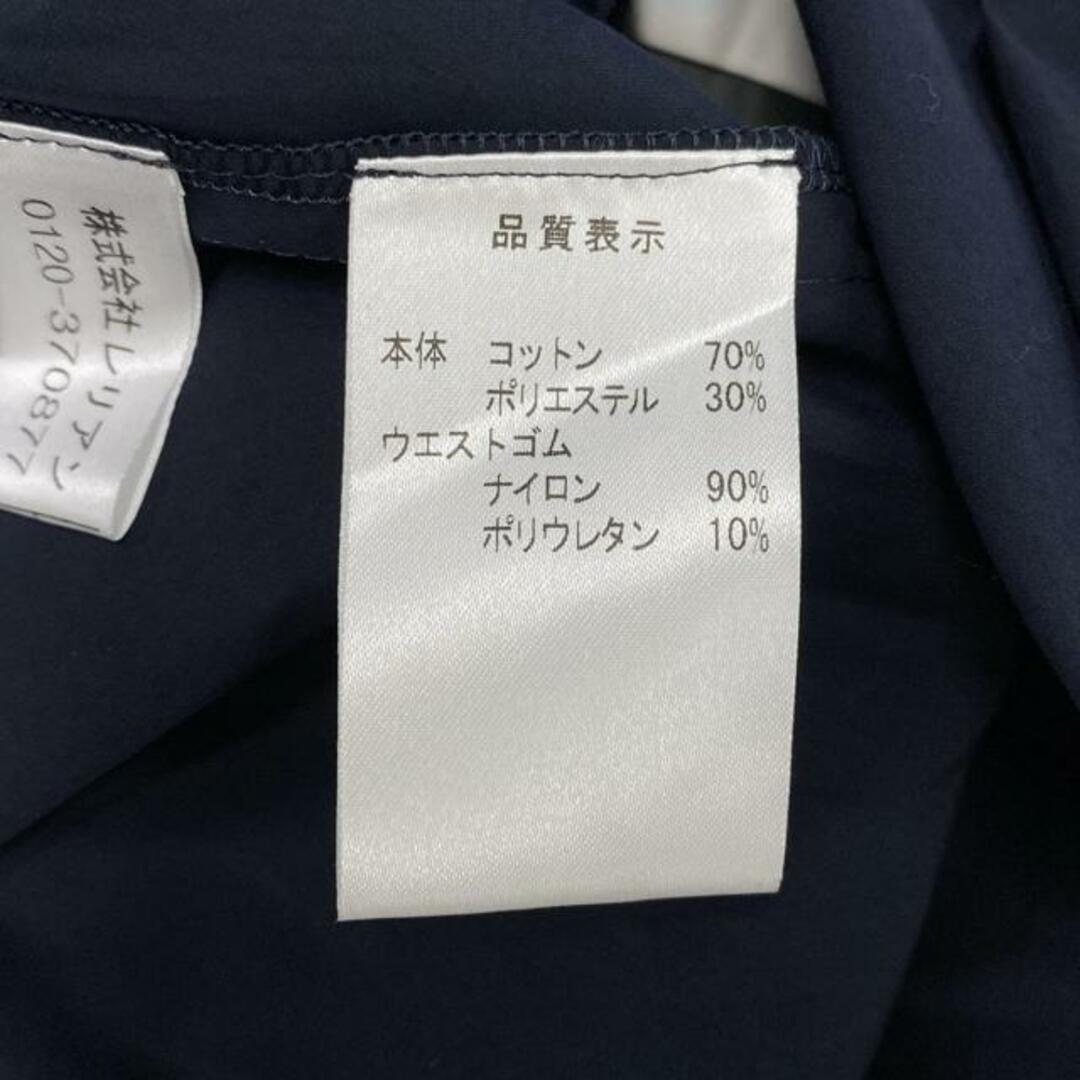 株式会社レリアン
0120-370877
品質表示
本体 コットン 70%
ポリエステル 30%
ウエストゴム
ナイロン 90%
ポリウレタン 10%